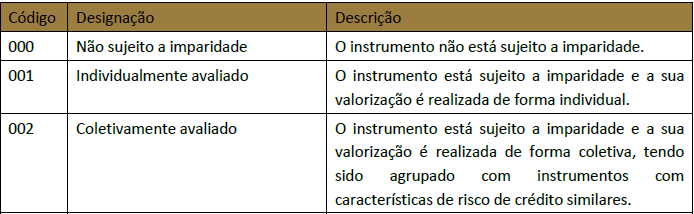 Código Designação Descrição
000 Não sujeito a imparidade O instrumento não está sujeito a imparidade.
001 Individualmente avaliado O instrumento está sujeito a imparidade e a sua
valorização é realizada de forma individual.
002 Coletivamente avaliado O instrumento está sujeito a imparidade e a sua
valorização é realizada de forma coletiva, tendo
sido agrupado com instrumentos com
características de risco de crédito similares.